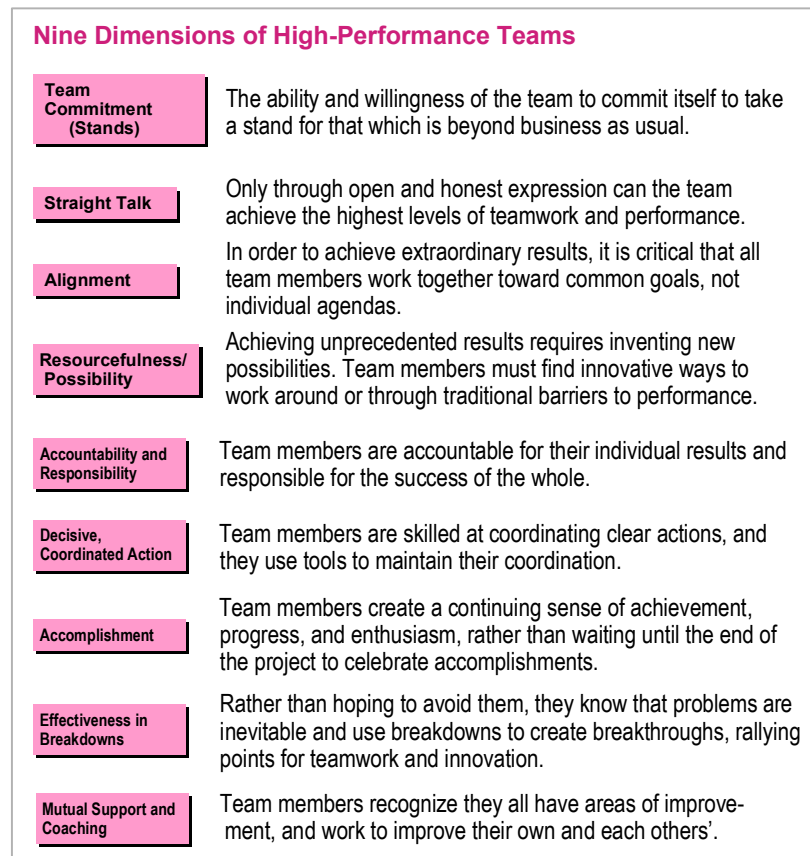 Nine Dimensions of High-Performance Teams
Team
Commitment
(Stands)
The ability and willingness of the team to commit itself to take
a stand for that which is beyond business as usual.
Straight Talk
Only through open and honest expression can the team
achieve the highest levels of teamwork and performance.
Alignment
In order to achieve extraordinary results, it is critical that all
team members work together toward common goals, not
individual agendas.
Resourcefulness/
Possibility
Achieving unprecedented results requires inventing new
possibilities. Team members must find innovative ways to
work around or through traditional barriers to performance.
Accountability and
Responsibility
Team members are accountable for their individual results and
responsible for the success of the whole.
Decisive,
Coordinated Action
Team members are skilled at coordinating clear actions, and
they use tools to maintain their coordination.
Accomplishment
Team members create a continuing sense of achievement,
progress, and enthusiasm, rather than waiting until the end of
the project to celebrate accomplishments.
Effectiveness in
Breakdowns
Rather than hoping to avoid them, they know that problems are
inevitable and use breakdowns to create breakthroughs, rallying
points for teamwork and innovation.
Mutual Support and
Coaching
Team members recognize they all have areas of improve-
ment, and work to improve their own and each others’.